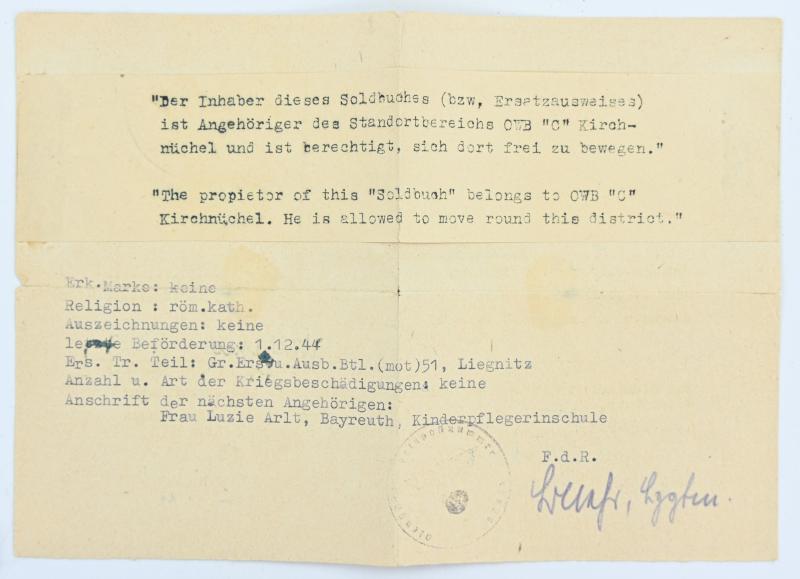 "Der Inhaber dieses Soldbuches (bzw, Ersatzausweises)
ist Angehöriger des Standortbereichs OWB "C" Kirch-
nüchel und ist berechtigt, sich dort frei zu bewegen."
"The propietor of this "Soldbuch" belongs to OWB "C"
Kirchnüchel. He is allowed to move round this district."
Erk.Marke: keine
Religion : röm.kath.
Auszeichnungen: keine
letzte Beförderung: 1.12.44
Ers. Tr. Teil: Gr.Ers.u.Ausb.Btl.(mot)51, Liegnitz
Anzahl u. Art der Kriegsbeschädigungen: keine
Anschrift der nächsten Angehörigen:
Frau Luzie Arlt, Bayreuth, Kinderpflegerinschule
F.d.R.